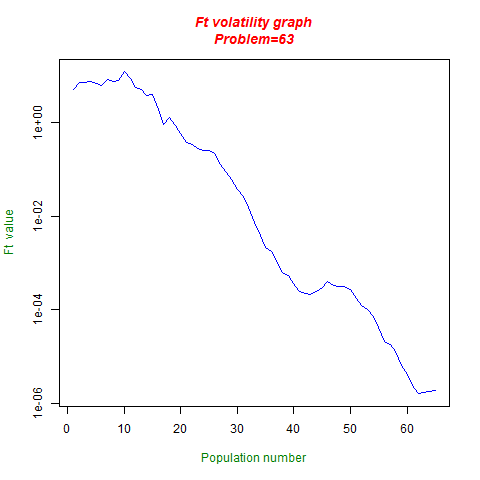 Ft volatility graph
Problem=63
Ft value
1e+00
1e-02
1e-04
1e-06
0 10 20 30 40 50 60
Population number